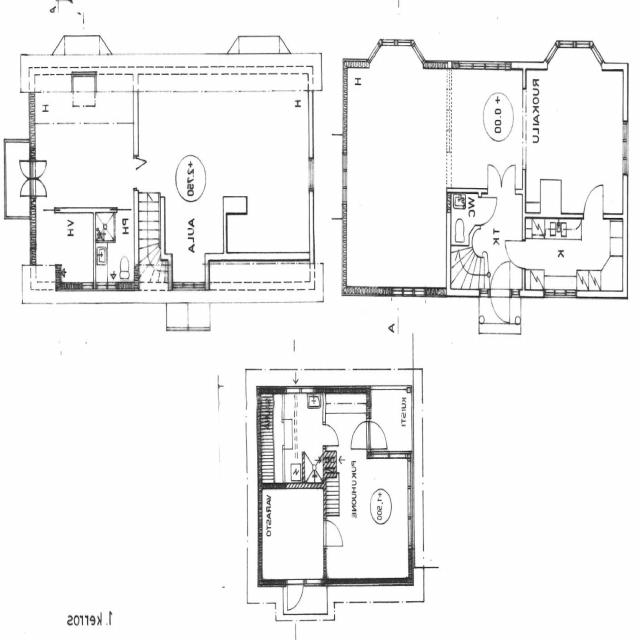 H
H
+2.750
AULA
VH
PH
H
+0.00
RUOKAILU
WC
TK
K
A
KUISTI
PUKUHUONE
+1,500
VARASTO
1. kerros